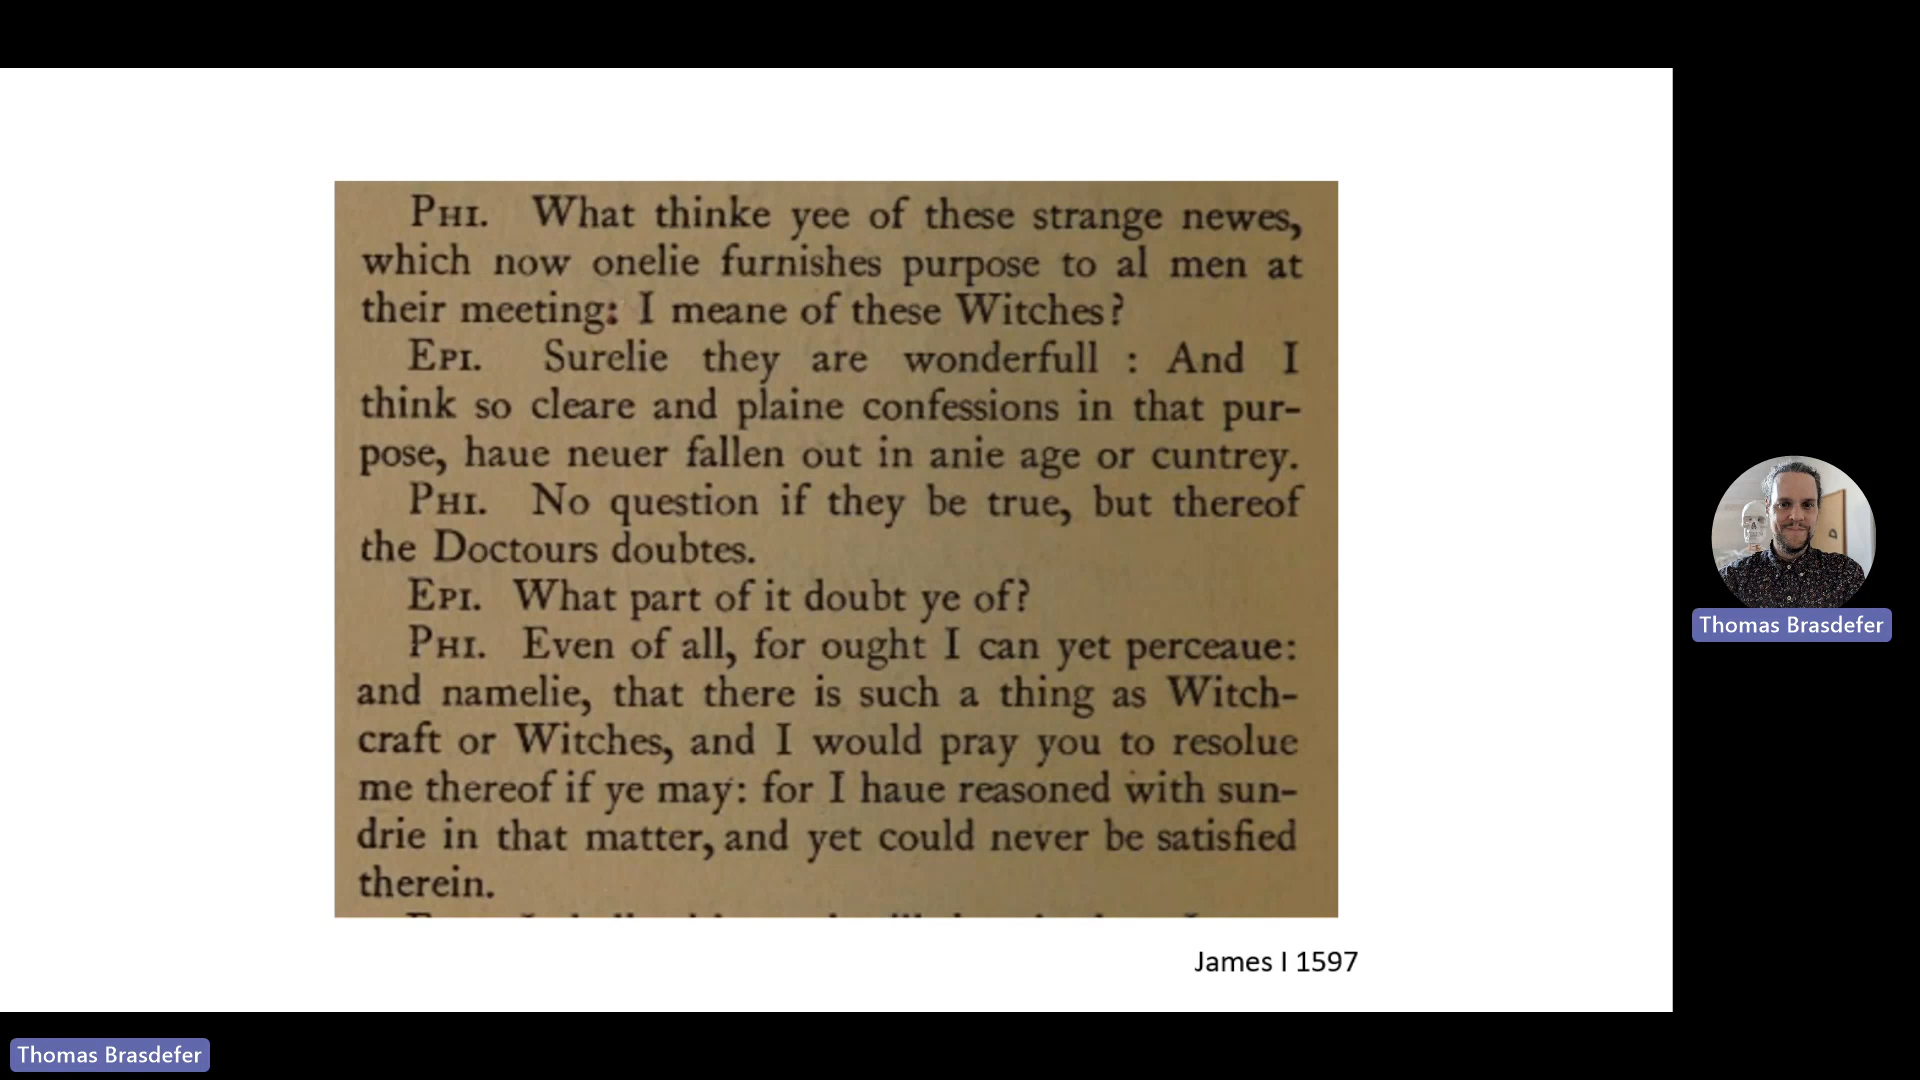 PHI. What thinke yee of these strange newes,
which now onelie furnishes purpose to al men at
their meeting: I meane of these Witches?
EPI. Surelie they are wonderfull : And I
think so cleare and plaine confessions in that pur-
pose, haue neuer fallen out in anie age or cuntrey.
PHI. No question if they be true, but thereof
the Doctours doubtes.
EPI. What part of it doubt ye of?
PHI. Even of all, for ought I can yet perceaue:
and namelie, that there is such a thing as Witch-
craft or Witches, and I would pray you to resolue
me thereof if ye may: for I haue reasoned with sun-
drie in that matter, and yet could never be satisfied
therein.
James I 1597
Thomas Brasdefer
Thomas Brasdefer